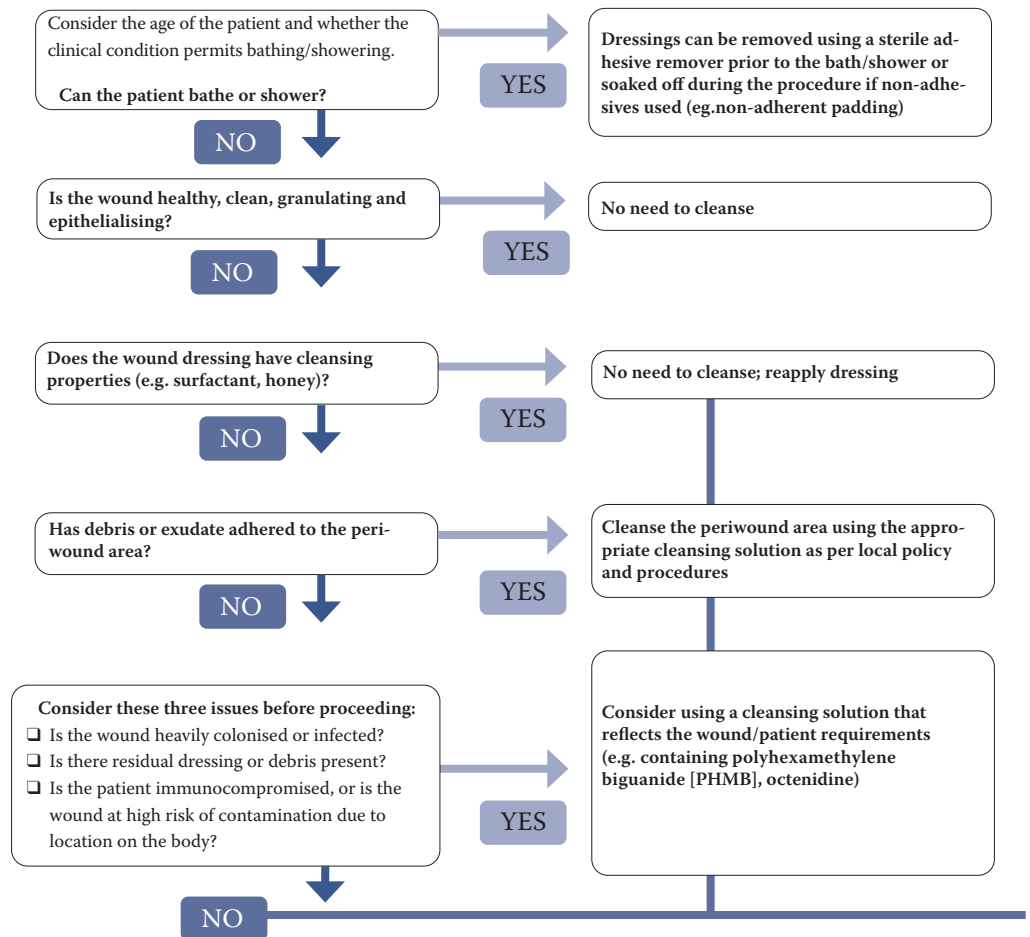 Consider the age of the patient and whether the
clinical condition permits bathing/showering.
Can the patient bathe or shower?
YES
Dressings can be removed using a sterile ad-
hesive remover prior to the bath/shower or
soaked off during the procedure if non-adhe-
sives used (eg.non-adherent padding)
NO
Is the wound healthy, clean, granulating and
epithelialising?
YES
No need to cleanse
NO
Does the wound dressing have cleansing
properties (e.g. surfactant, honey)?
YES
No need to cleanse; reapply dressing
NO
Has debris or exudate adhered to the peri-
wound area?
YES
Cleanse the periwound area using the appro-
priate cleansing solution as per local policy
and procedures
NO
Consider these three issues before proceeding:
❑ Is the wound heavily colonised or infected?
❑ Is there residual dressing or debris present?
❑ Is the patient immunocompromised, or is the
wound at high risk of contamination due to
location on the body?
YES
Consider using a cleansing solution that
reflects the wound/patient requirements
(e.g. containing polyhexamethylene
biguanide [PHMB], octenidine)
NO